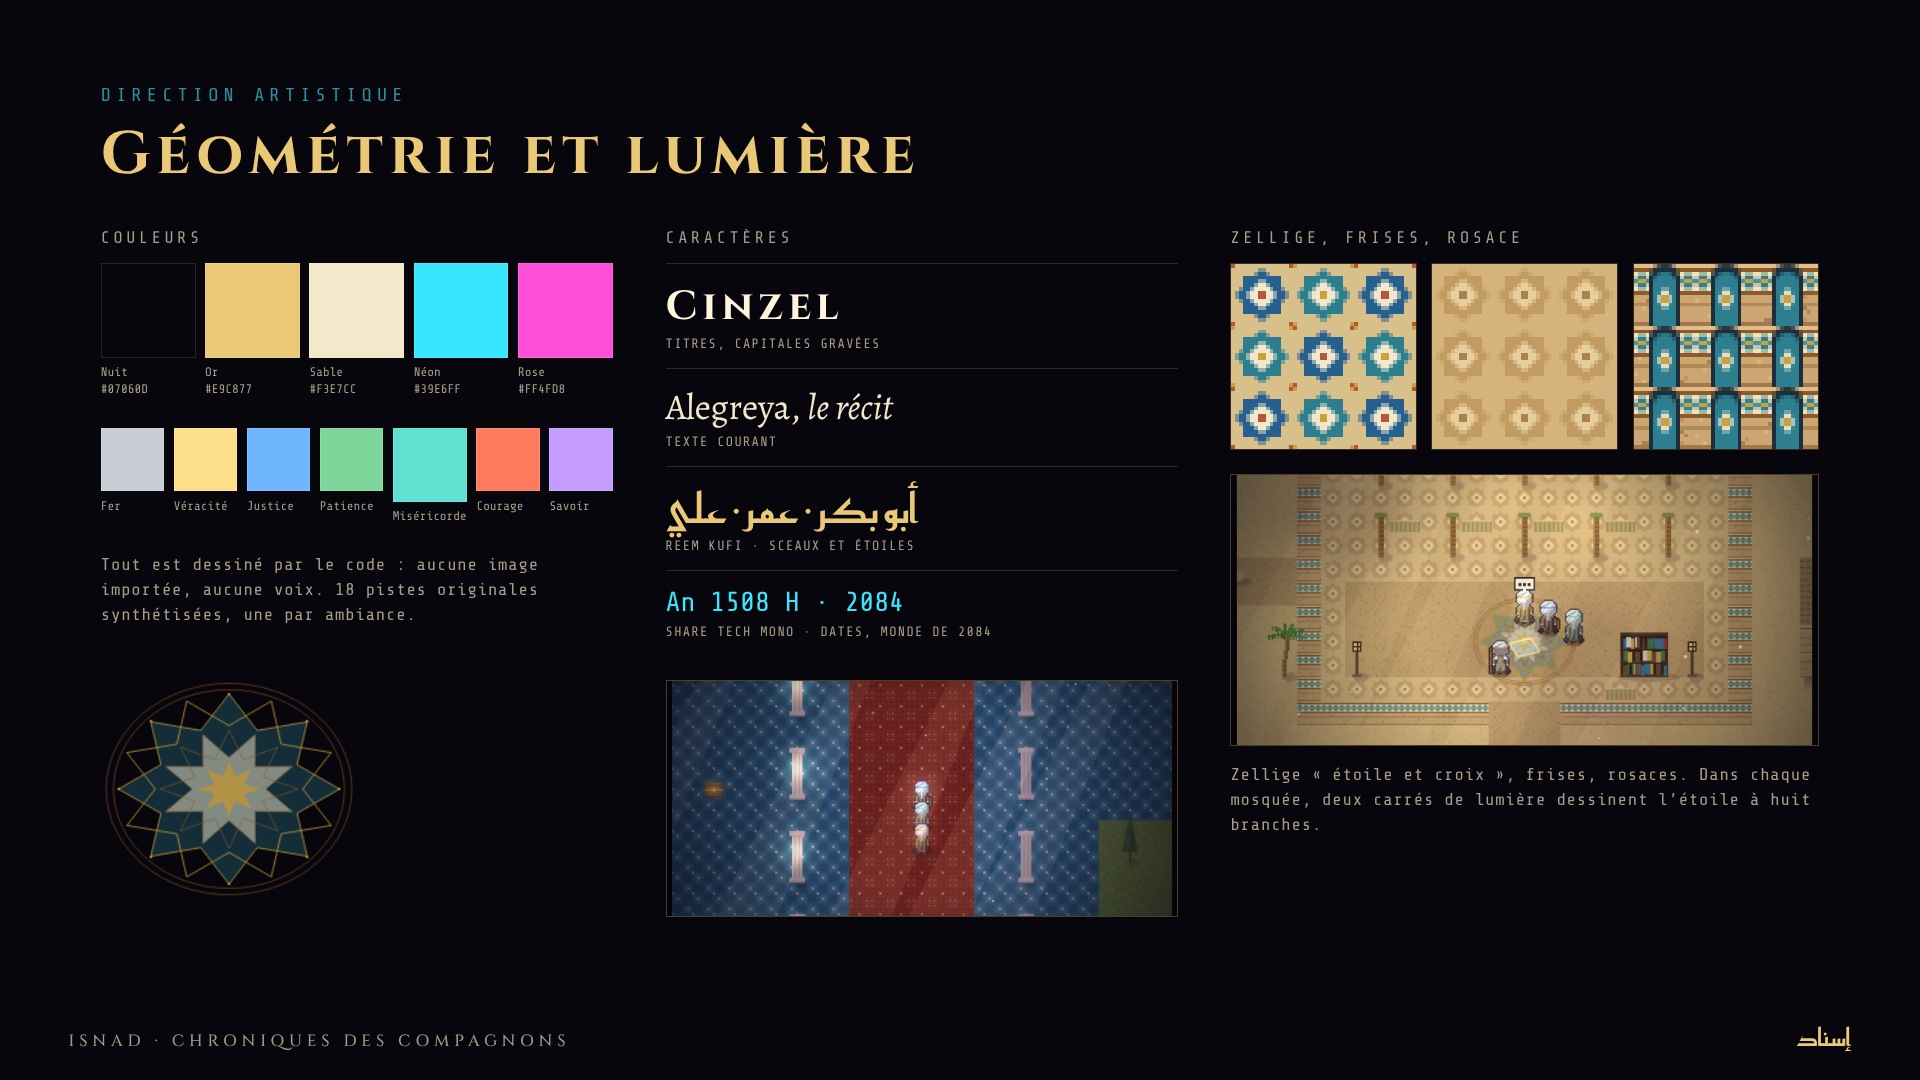 DIRECTION ARTISTIQUE
GÉOMÉTRIE ET LUMIÈRE
COULEURS
Nuit
#07060D
Or
#E9C877
Sable
#F3E7CC
Néon
#39E6FF
Rose
#FF4FD8
Fer
Véracité
Justice
Patience
Miséricorde
Courage
Savoir
Tout est dessiné par le code : aucune image
importée, aucune voix. 18 pistes originales
synthétisées, une par ambiance.
CARACTÈRES
CINZEL
TITRES, CAPITALES GRAVÉES
Alegreya, le récit
TEXTE COURANT
أبو بكر · عمر · علي
REEM KUFI · SCEAUX ET ÉTOILES
An 1508 H · 2084
SHARE TECH MONO · DATES, MONDE DE 2084
ZELLIGE, FRISES, ROSACE
Zellige « étoile et croix », frises, rosaces. Dans chaque
mosquée, deux carrés de lumière dessinent l’étoile à huit
branches.
ISNAD · CHRONIQUES DES COMPAGNONS
إسناد